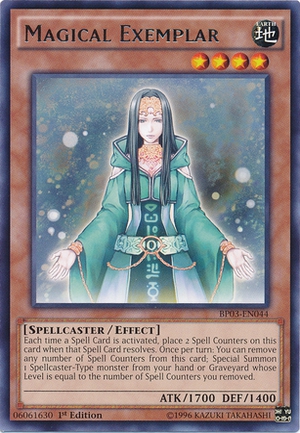 MAGICAL EXEMPLAR
EARTH
地
BP03-EN044
[SPELLCASTER / EFFECT]
Each time a Spell Card is activated, place 2 Spell Counters on this
card when that Spell Card resolves. Once per turn: You can remove
any number of Spell Counters from this card; Special Summon
1 Spellcaster-Type monster from your hand or Graveyard whose
Level is equal to the number of Spell Counters you removed.
ATK/1700 DEF/1400
06061630 1st Edition ©1996 KAZUKI TAKAHASHI